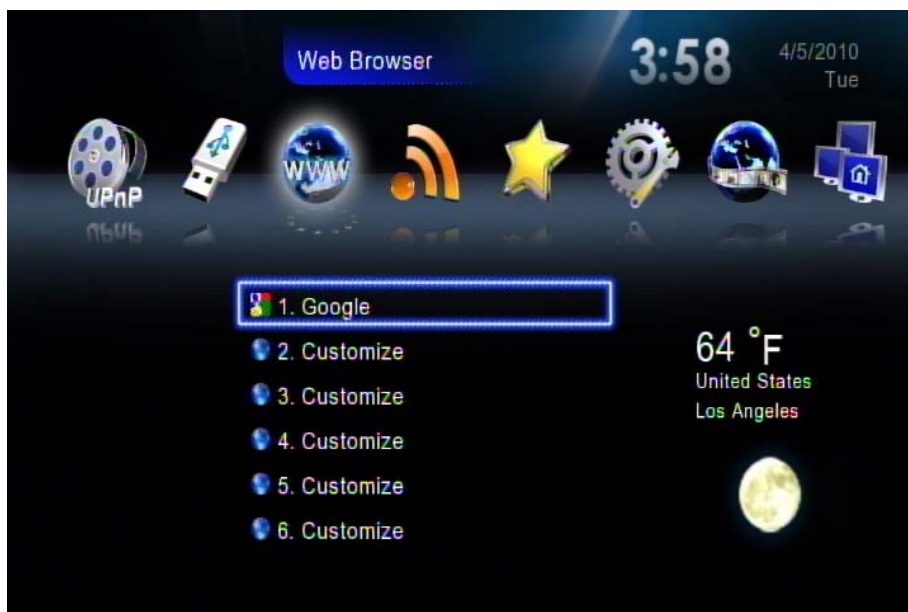 Web Browser
3:58
4/5/2010
Tue
UPnP
WWW
1. Google
2. Customize
3. Customize
4. Customize
5. Customize
6. Customize
64 °F
United States
Los Angeles